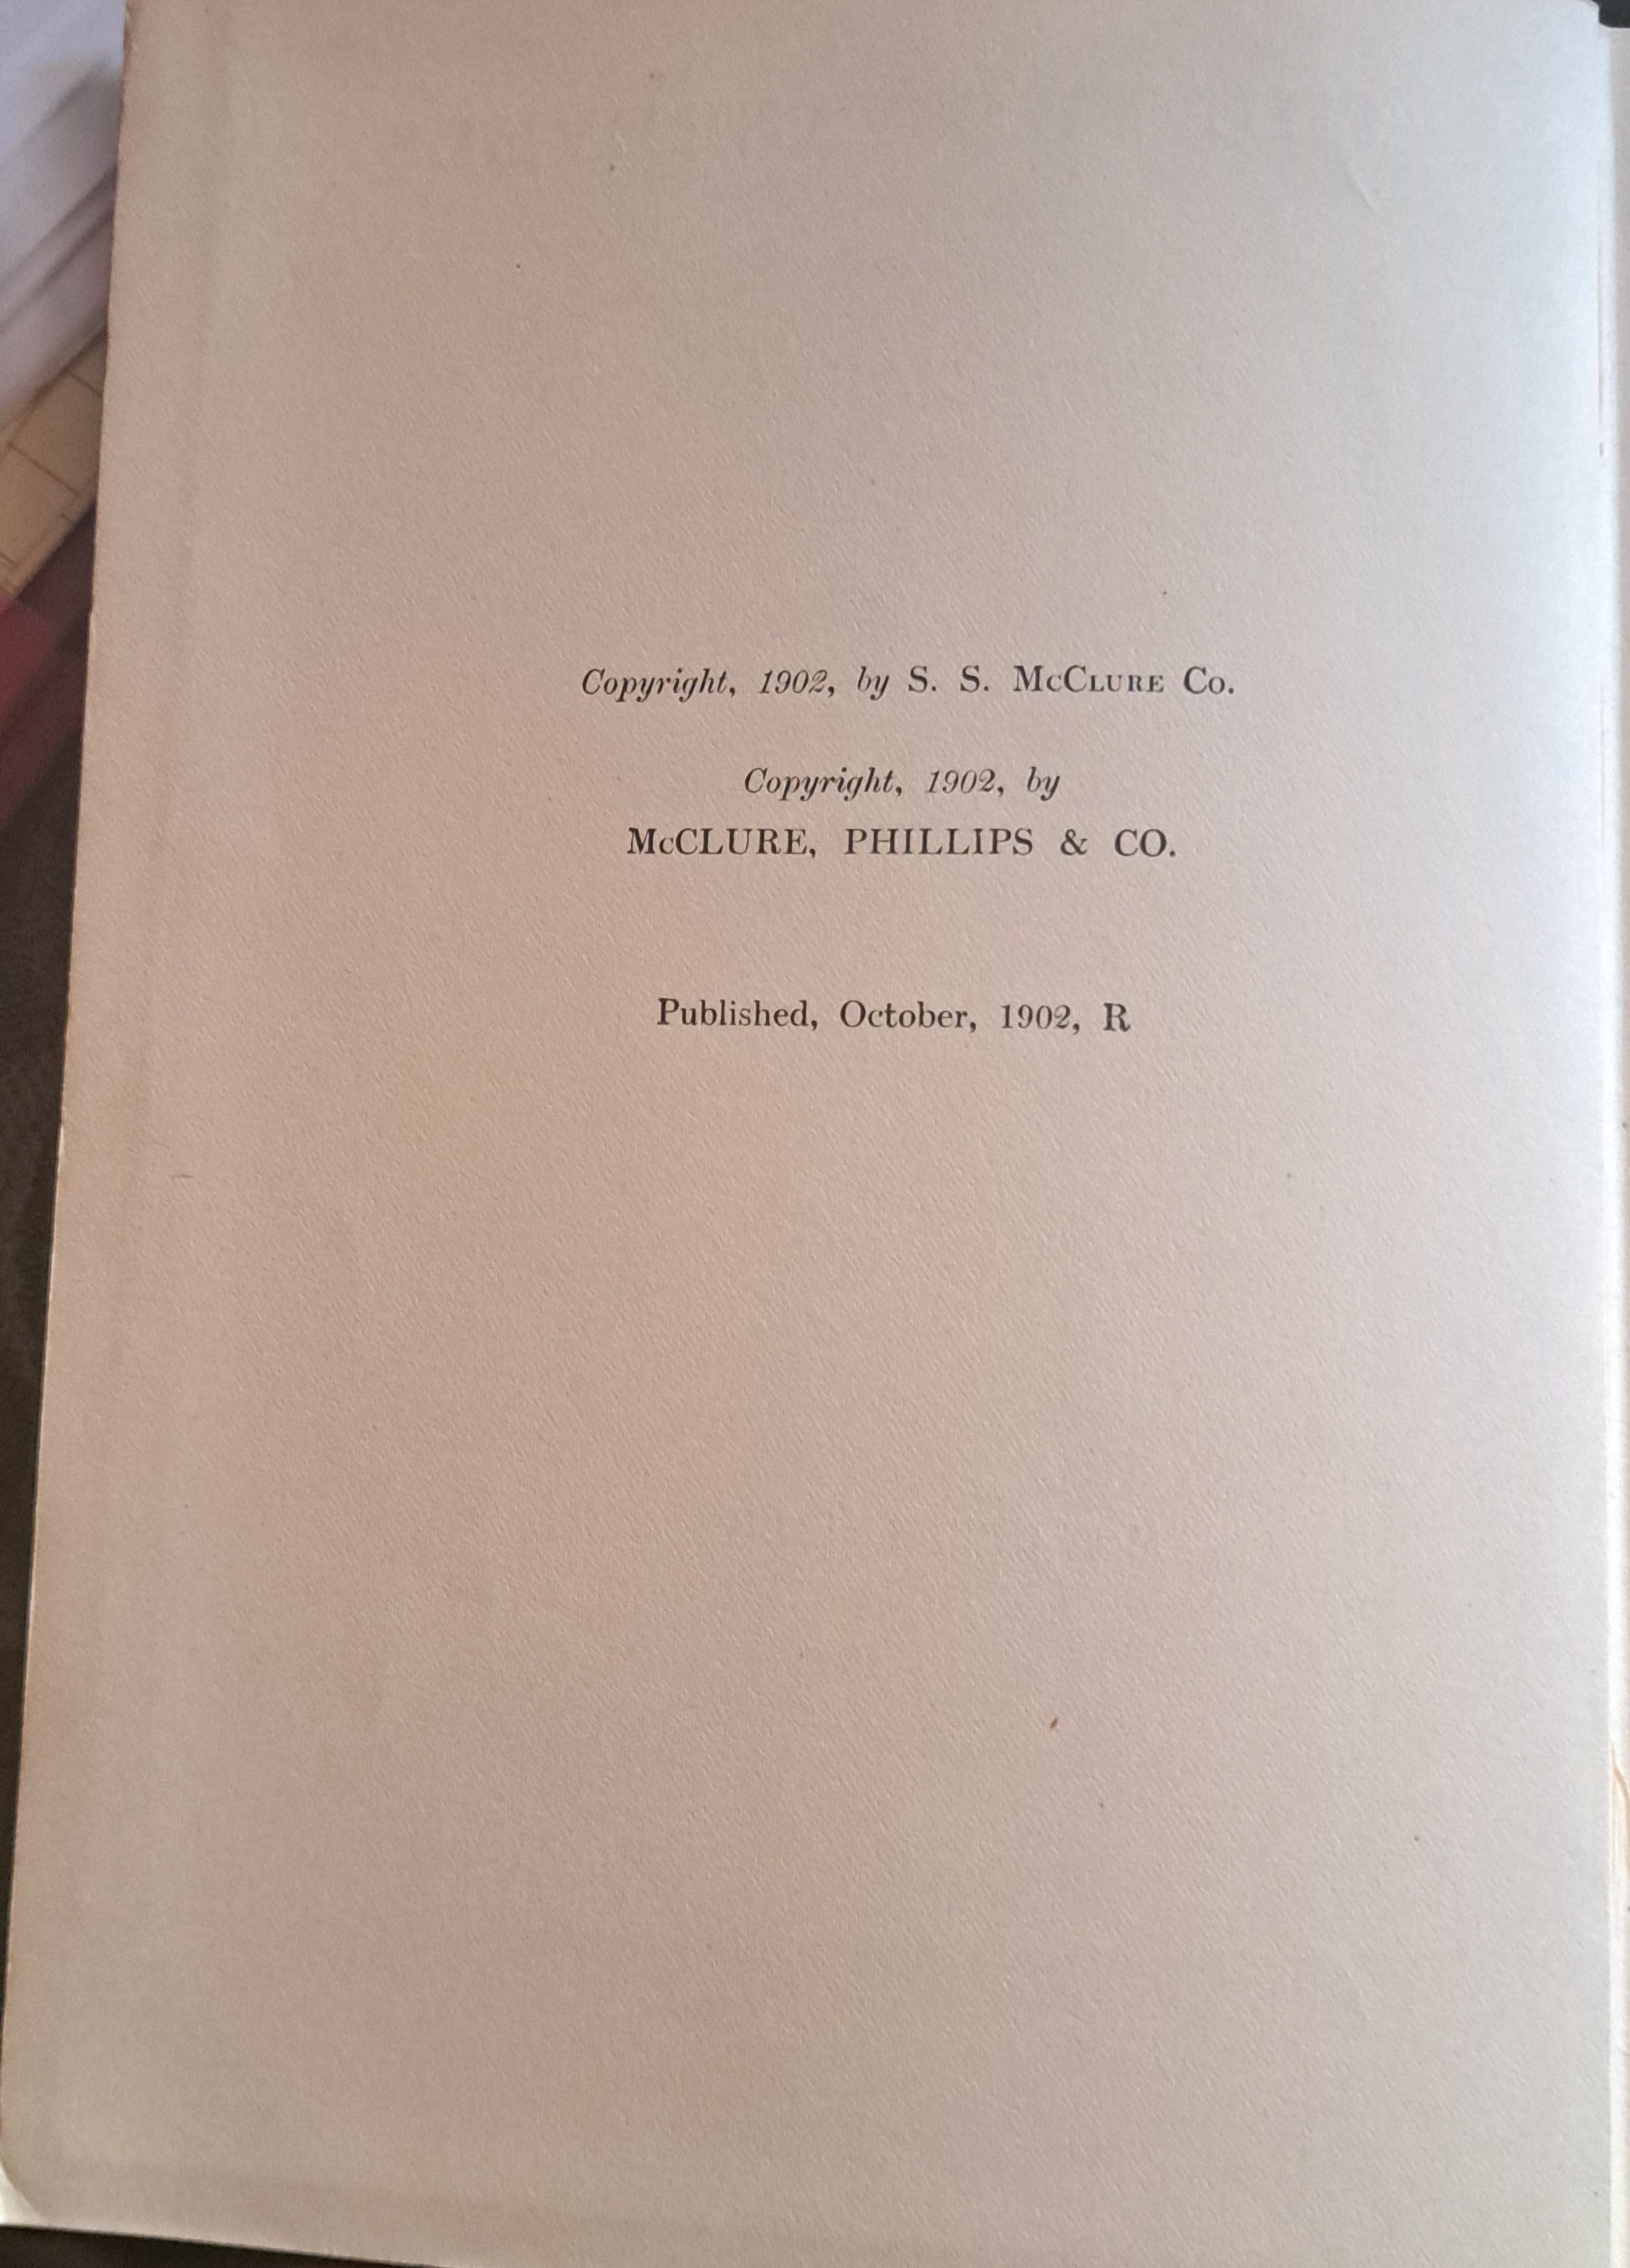 Copyright, 1902, by S. S. McClure Co.
Copyright, 1902, by
McCLURE, PHILLIPS & CO.
Published, October, 1902, R